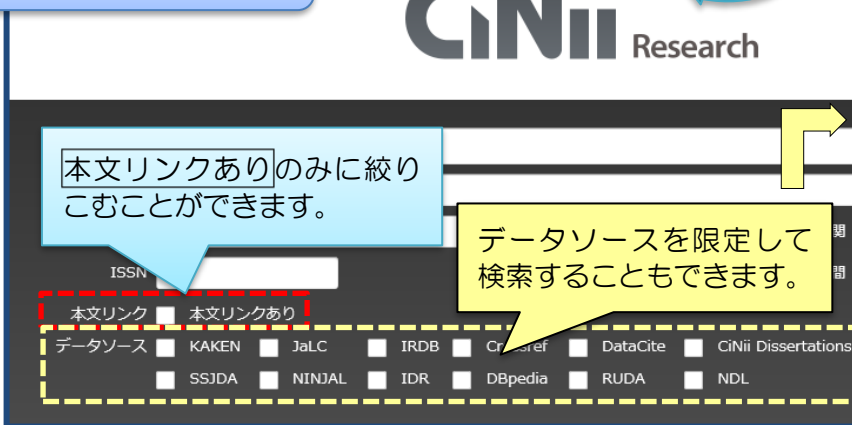 CiNii Research
本文リンクありのみに絞り
こむことができます。
データソースを限定して
検索することもできます。
関
ISSN
間
本文リンク 本文リンクあり
データソース KAKEN JaLC IRDB Crossref DataCite CiNii Dissertations
SSJDA NINJAL IDR DBpedia RUDA NDL